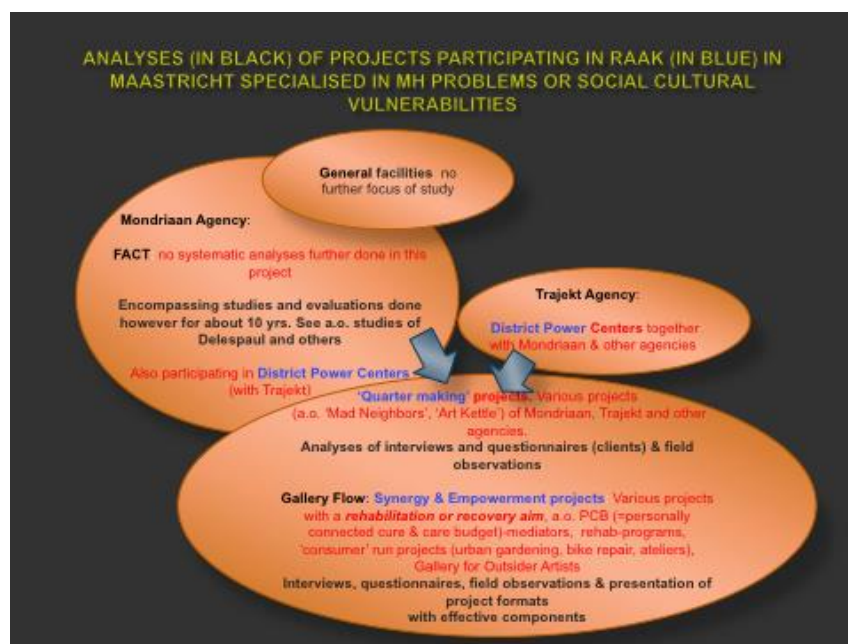 ANALYSES (IN BLACK) OF PROJECTS PARTICIPATING IN RAAK (IN BLUE) IN
MAASTRICHT SPECIALISED IN MH PROBLEMS OR SOCIAL CULTURAL
VULNERABILITIES
General facilities no
further focus of study
Mondriaan Agency:
FACT no systematic analyses further done in this
project
Encompassing studies and evaluations done
however for about 10 yrs. See a.o. studies of
Delespaul and others
Also participating in District Power Centers
(with Trajekt)
Trajekt Agency:
District Power Centers together
with Mondriaan & other agencies
'Quarter making' projects. Various projects
(a.o. 'Mad Neighbors', 'Art Kettle') of Mondriaan, Trajekt and other
agencies.
Analyses of interviews and questionnaires (clients) & field
observations
Gallery Flow: Synergy & Empowerment projects Various projects
with a rehabilitation or recovery aim, a.o. PCB (=personally
connected cure & care budget)-mediators, rehab-programs,
'consumer' run projects (urban gardening, bike repair, ateliers),
Gallery for Outsider Artists
Interviews, questionnaires, field observations & presentation of
project formats
with effective components